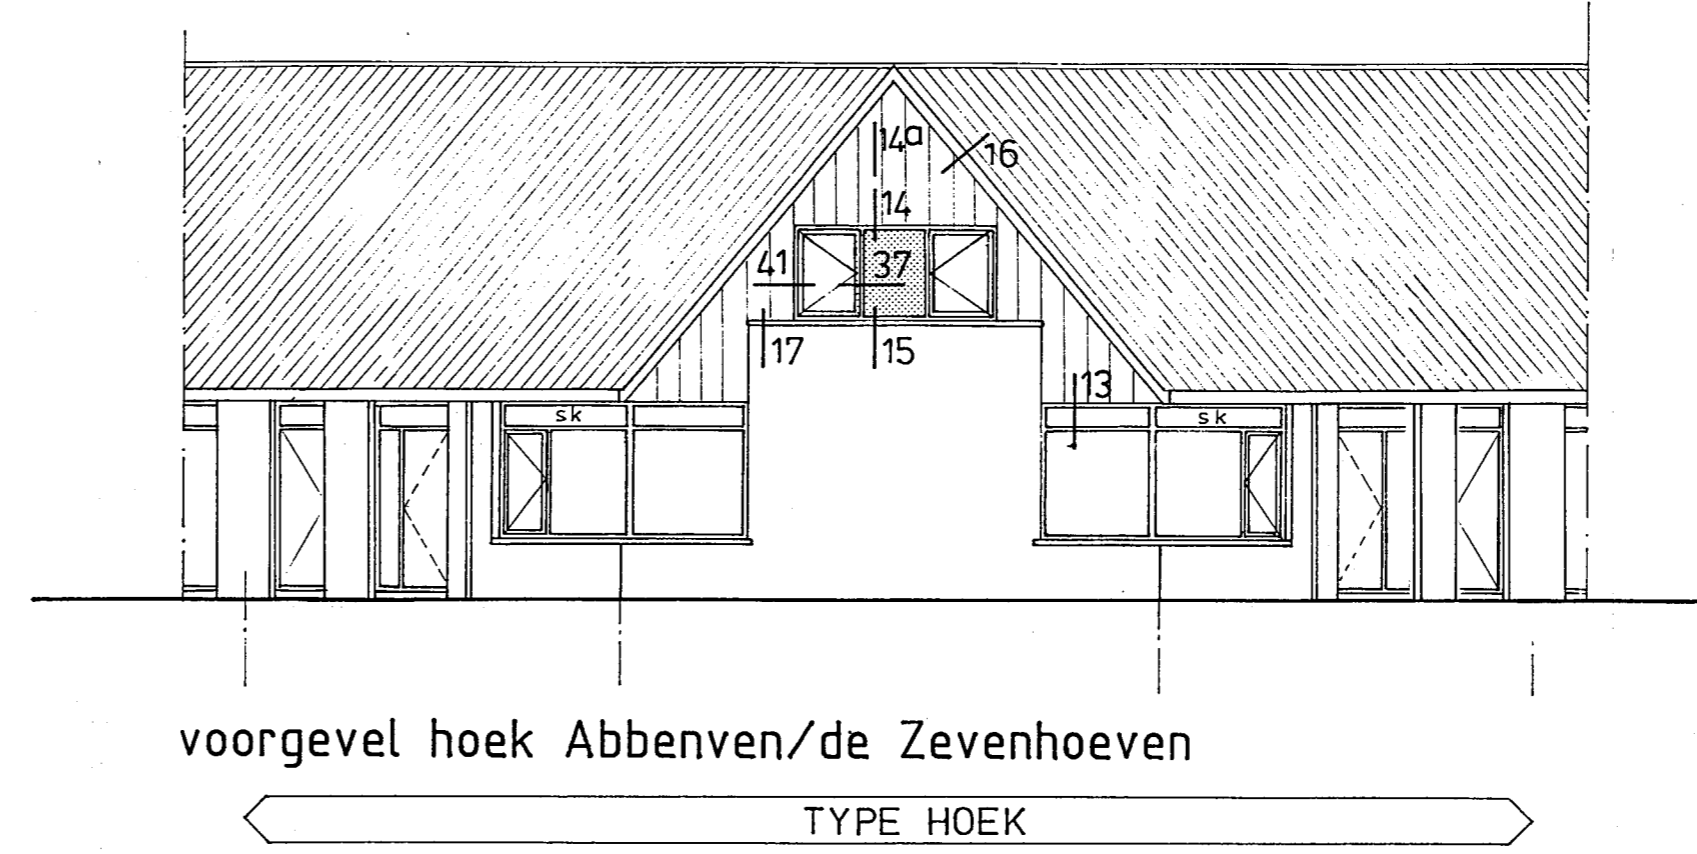 14a
16
14
41
37
17
15
13
sk
sk
voorgevel hoek Abbenven/de Zevenhoeven
TYPE HOEK